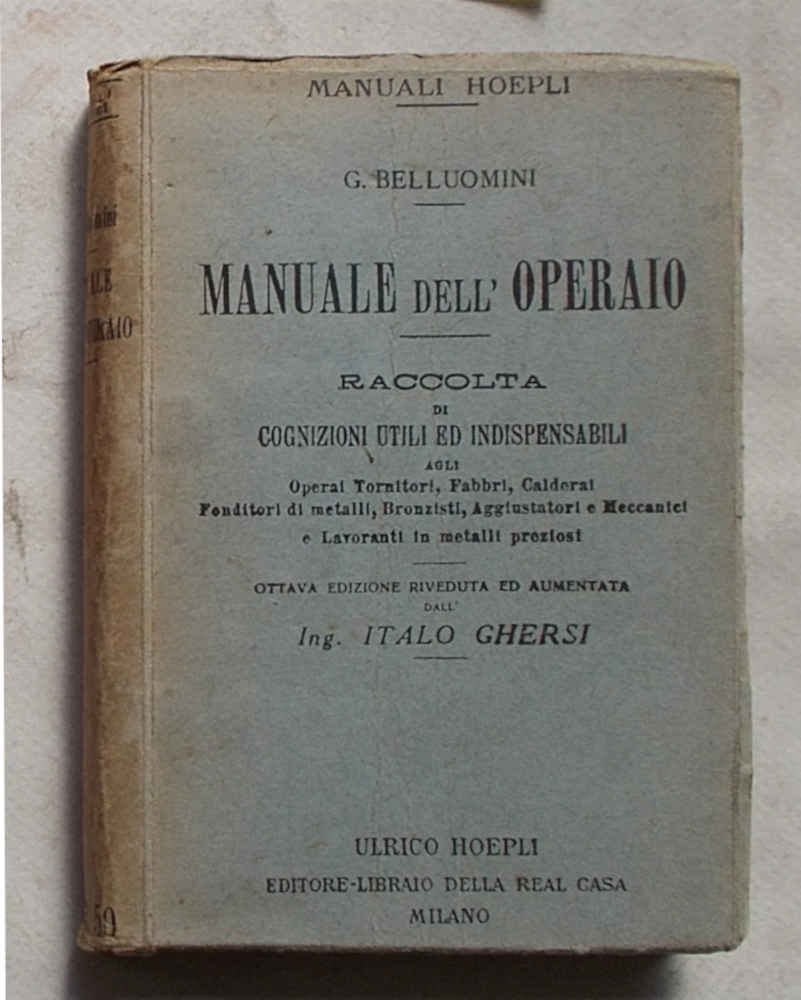 MANUALI HOEPLI
G. BELLUOMINI
MANUALE DELL' OPERAIO
RACCOLTA
DI
COGNIZIONI UTILI ED INDISPENSABILI
AGLI
Operai Tornitori, Fabbri, Calderai
Fonditori di metalli, Bronzisti, Aggiustatori e Meccanici
e Lavoranti in metalli preziosi
OTTAVA EDIZIONE RIVEDUTA ED AUMENTATA
DALL'
Ing. ITALO GHERSI
ULRICO HOEPLI
EDITORE-LIBRAIO DELLA REAL CASA
MILANO